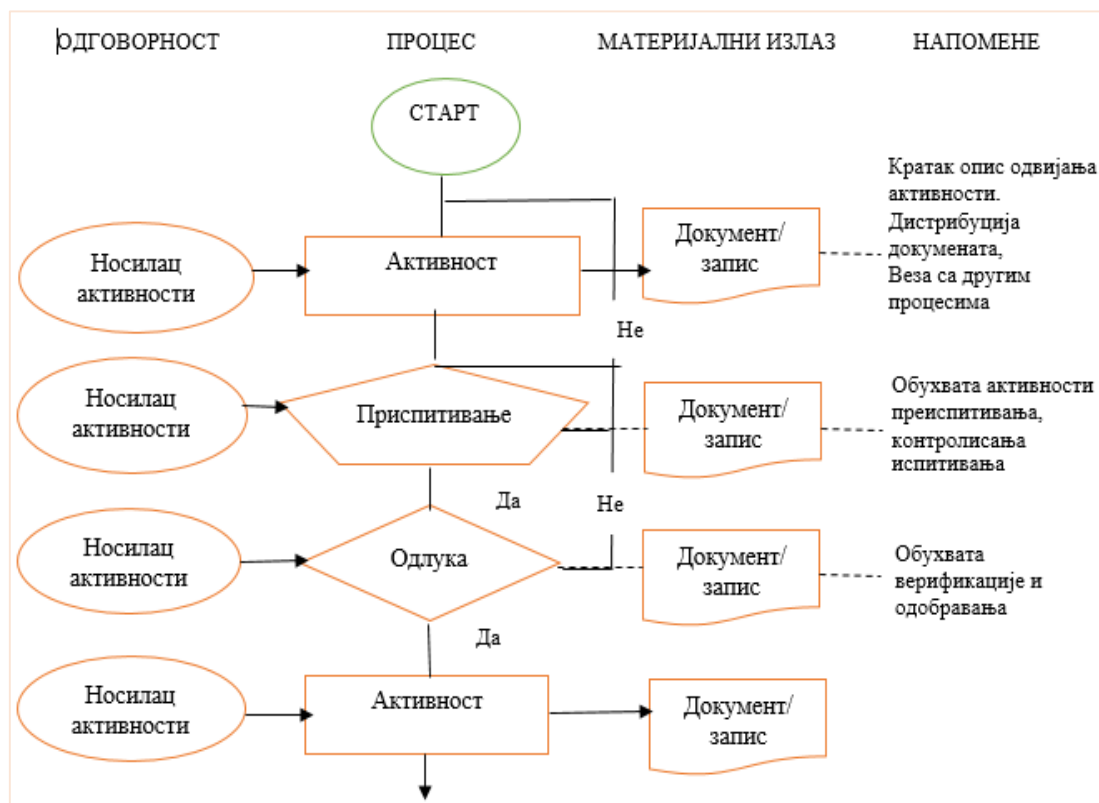 ОДГОВОРНОСТ
ПРОЦЕС
МАТЕРИЈАЛНИ ИЗЛАЗ
НАПОМЕНЕ
СТАРТ
Носилац
активности
Активност
Документ/
запис
Кратак опис одвијања
активности.
Дистрибуција
докумената,
Веза са другим
процесима
Не
Носилац
активности
Приспитивање
Документ/
запис
Обухвата активности
преиспитивања,
контролисања
испитивања
Да
Не
Носилац
активности
Одлука
Документ/
запис
Обухвата
верификације и
одобравања
Да
Носилац
активности
Активност
Документ/
запис